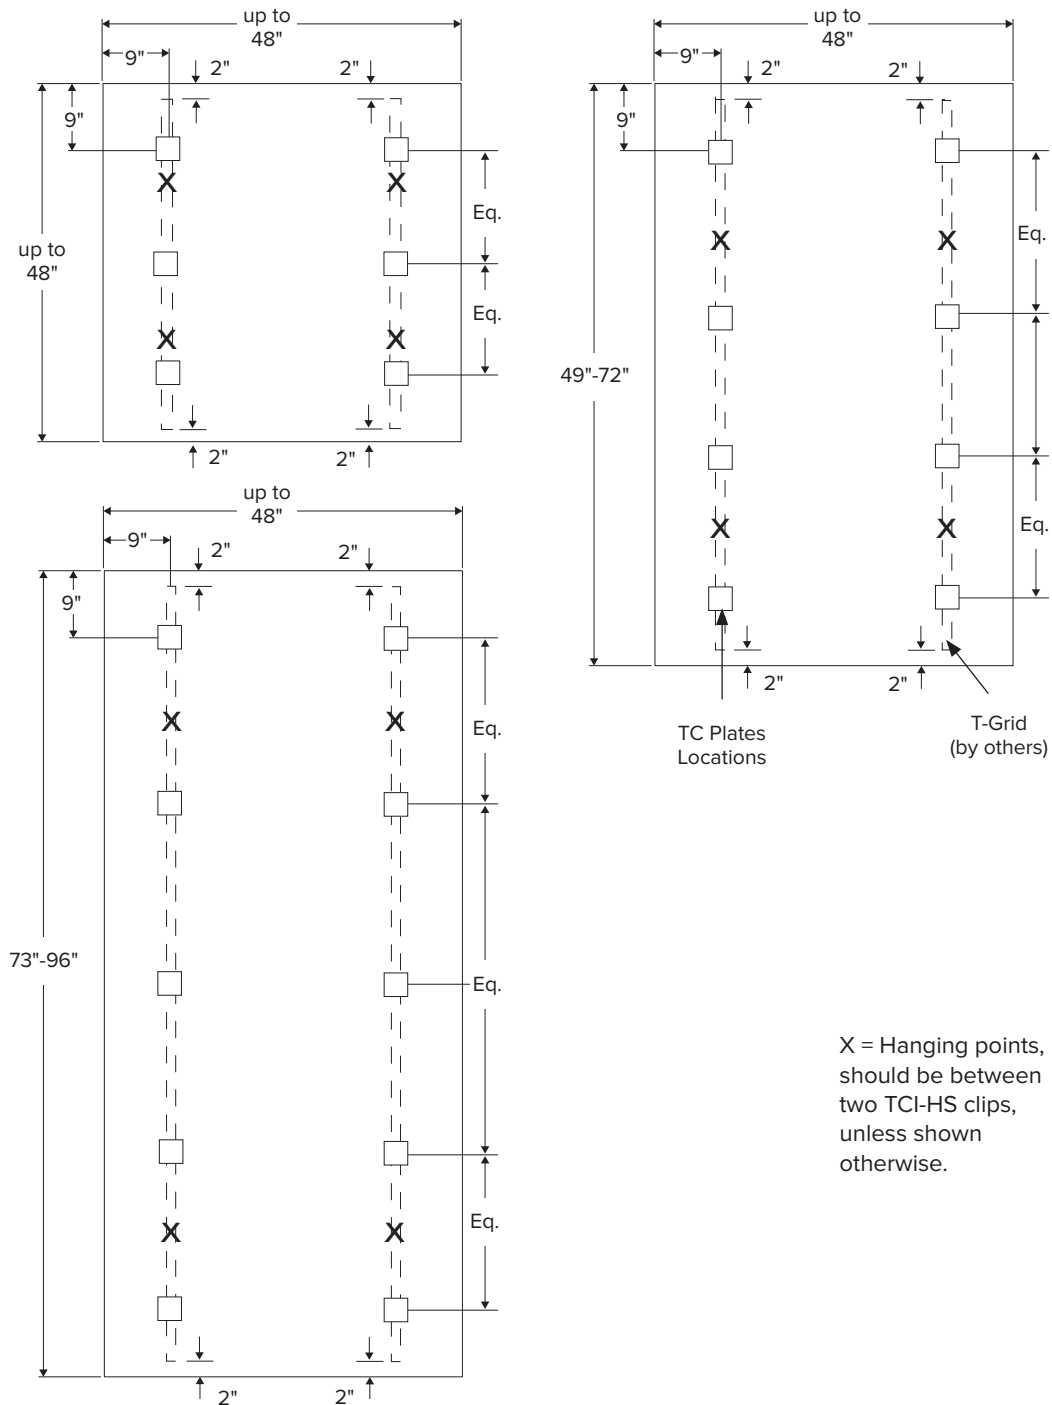 up to
48"
9"
2"
2"
9"
Eq.
up to
48"
Eq.
2"
2"
up to
48"
9"
2"
2"
9"
Eq.
49"-72"
Eq.
2"
2"
TC Plates
Locations
T-Grid
(by others)
up to
48"
9"
2"
2"
9"
Eq.
73"-96"
Eq.
Eq.
2"
2"
X = Hanging points,
should be between
two TCI-HS clips,
unless shown
otherwise.
X
X
X
X
X
X
X
X
X
X
X
X